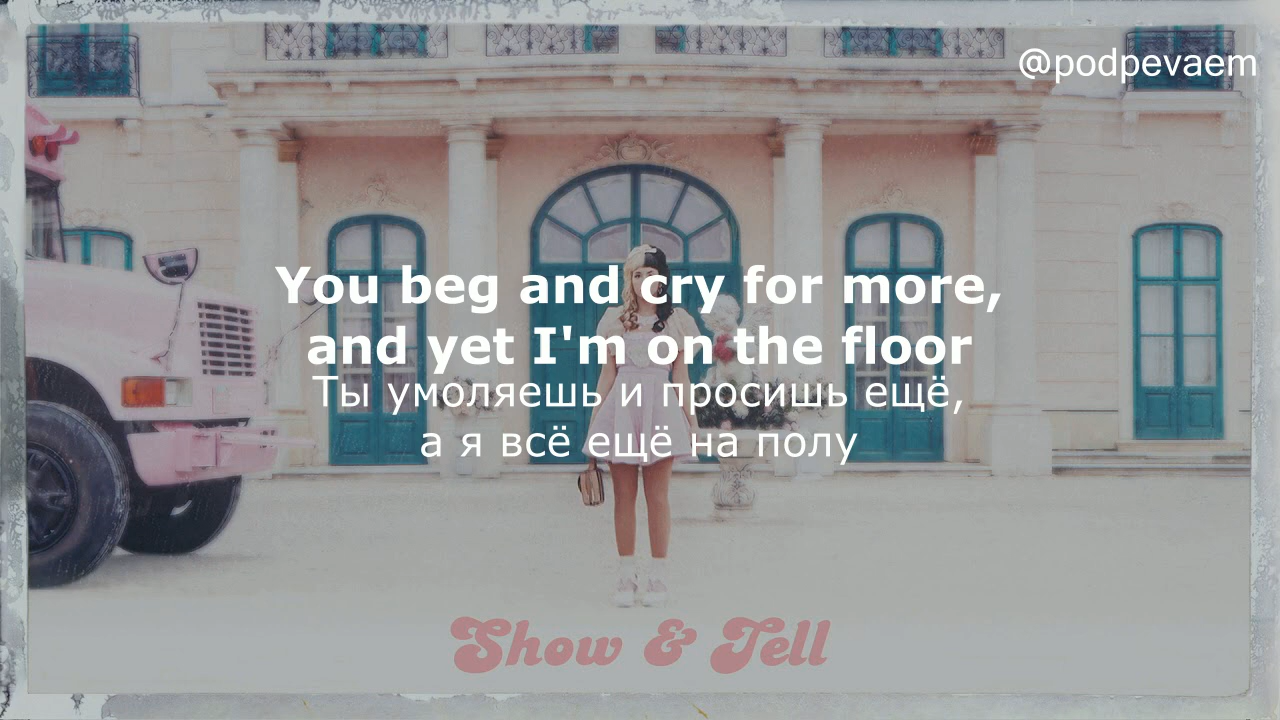 @podpevaem
You beg and cry for more,
and yet I'm on the floor
Ты умоляешь и просишь ещё,
а я всё ещё на полу
Show & Tell